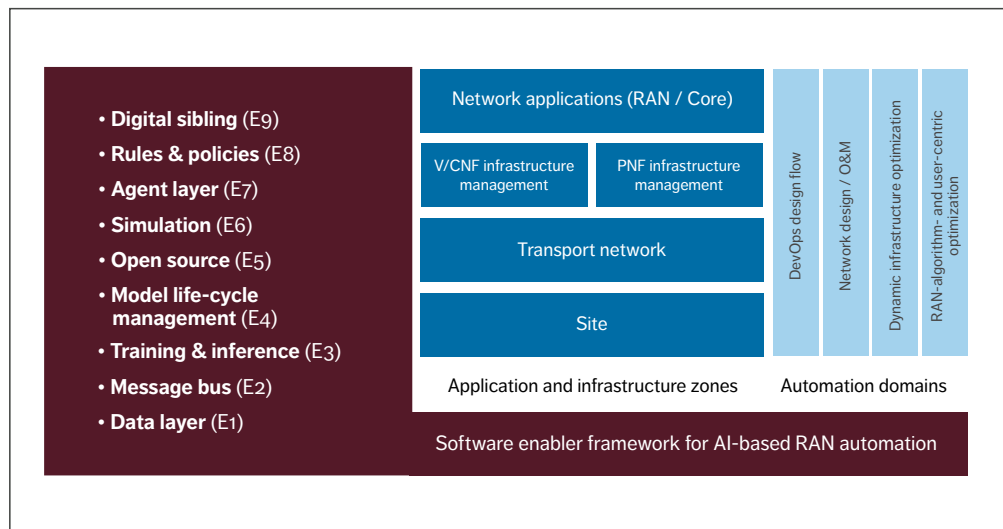 • Digital sibling (E9)
• Rules & policies (E8)
• Agent layer (E7)
• Simulation (E6)
• Open source (E5)
• Model life-cycle
management (E4)
• Training & inference (E3)
• Message bus (E2)
• Data layer (E1)
Network applications (RAN / Core)
V/CNF infrastructure
management
PNF infrastructure
management
Transport network
Site
Application and infrastructure zones
DevOps design flow
Network design / O&M
Dynamic infrastructure optimization
RAN-algorithm- and user-centric
optimization
Automation domains
Software enabler framework for AI-based RAN automation